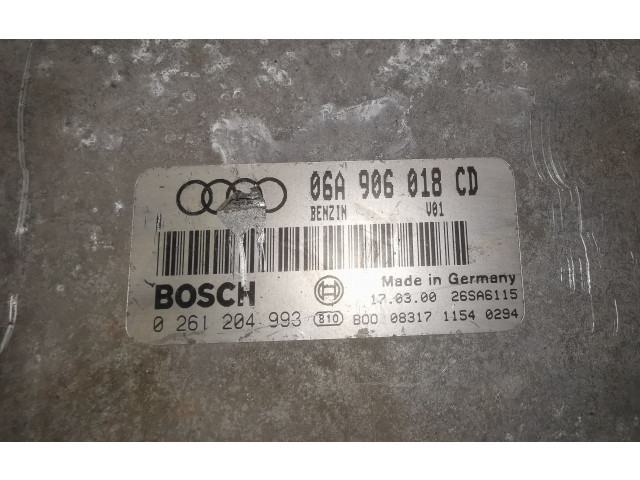 06A 906 018 CD
BENZIN V01
Made in Germany
BOSCH 17.03.00 26SA6115
0 261 204 993 810 B00 08317 1154 0294